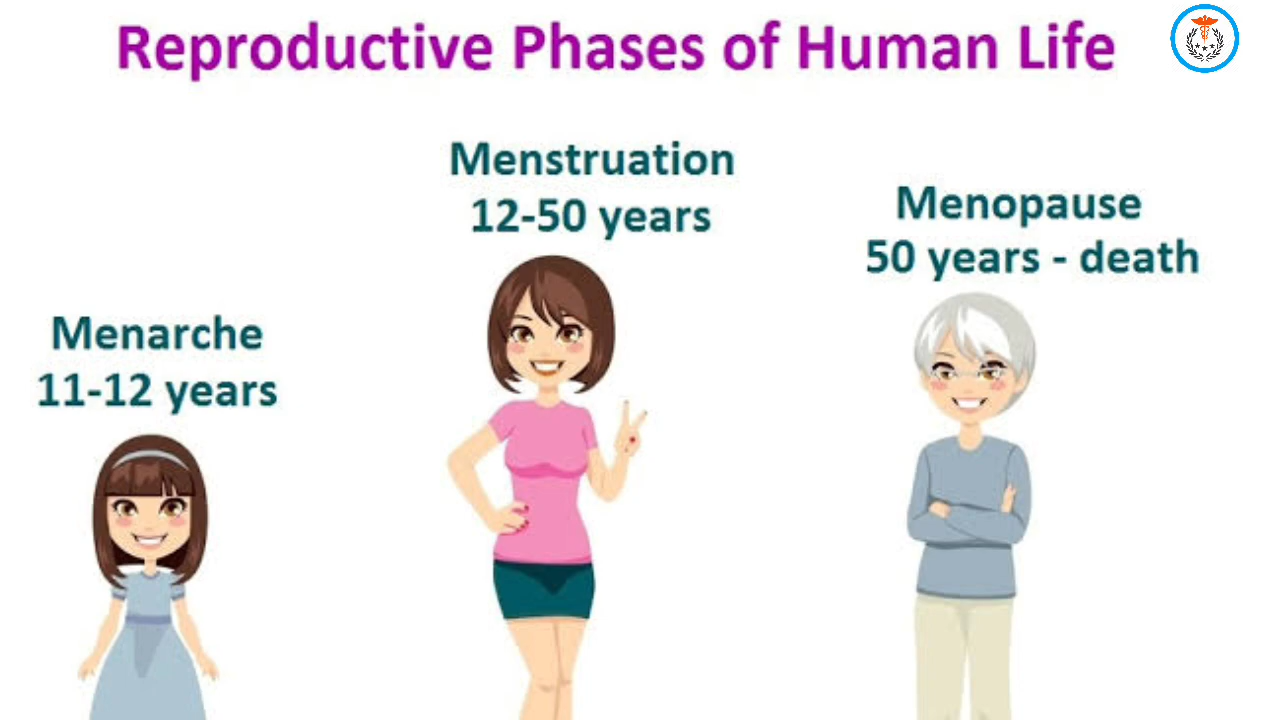 Reproductive Phases of Human Life
Menarche
11-12 years
Menstruation
12-50 years
Menopause
50 years - death